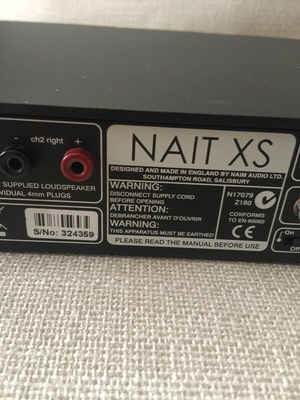 - ch2 right +
SUPPLIED LOUDSPEAKER
VIDUAL 4mm PLUGS
S/No: 324359
NAIT XS
DESIGNED AND MADE IN ENGLAND BY NAIM AUDIO LTD.
SOUTHAMPTON ROAD, SALISBURY
WARNING:
DISCONNECT SUPPLY CORD
BEFORE OPENING
ATTENTION:
DEBRANCHER AVANT D'OUVRIR
WARNING:
THIS APPARATUS MUST BE EARTHED
N17079
Z180
CONFORMS
TO EN 60065
CE
PLEASE READ THE MANUAL BEFORE USE
On
Off